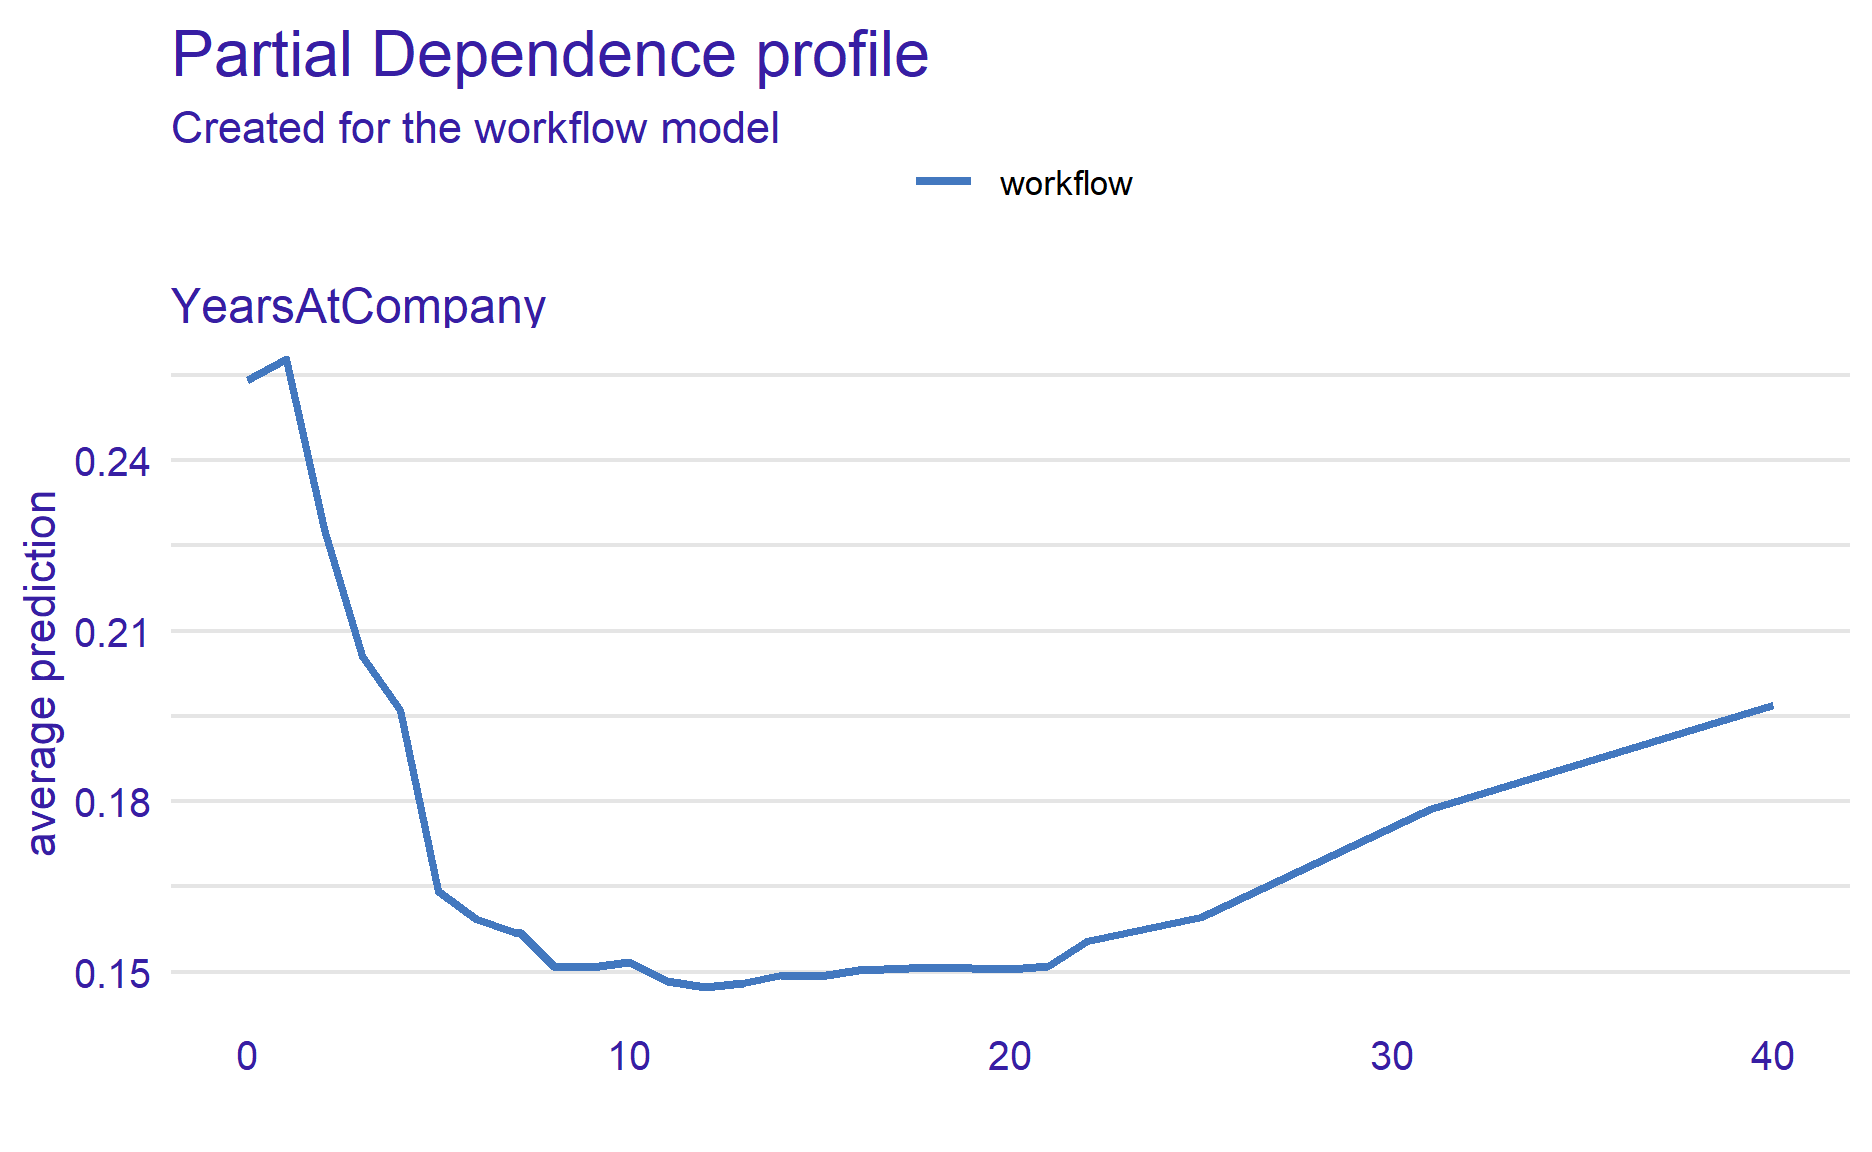 Partial Dependence profile
Created for the workflow model
workflow
YearsAtCompany
average prediction
0.24
0.21
0.18
0.15
0 10 20 30 40